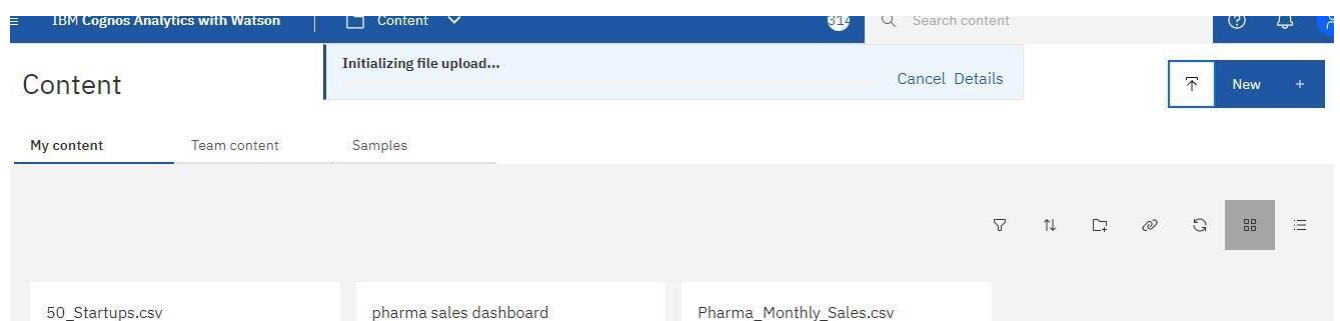 IBM Cognos Analytics with Watson Content 314 Search content
Initializing file upload...
Content Cancel Details New +
My content Team content Samples
50_Startups.csv pharma sales dashboard Pharma_Monthly_Sales.csv